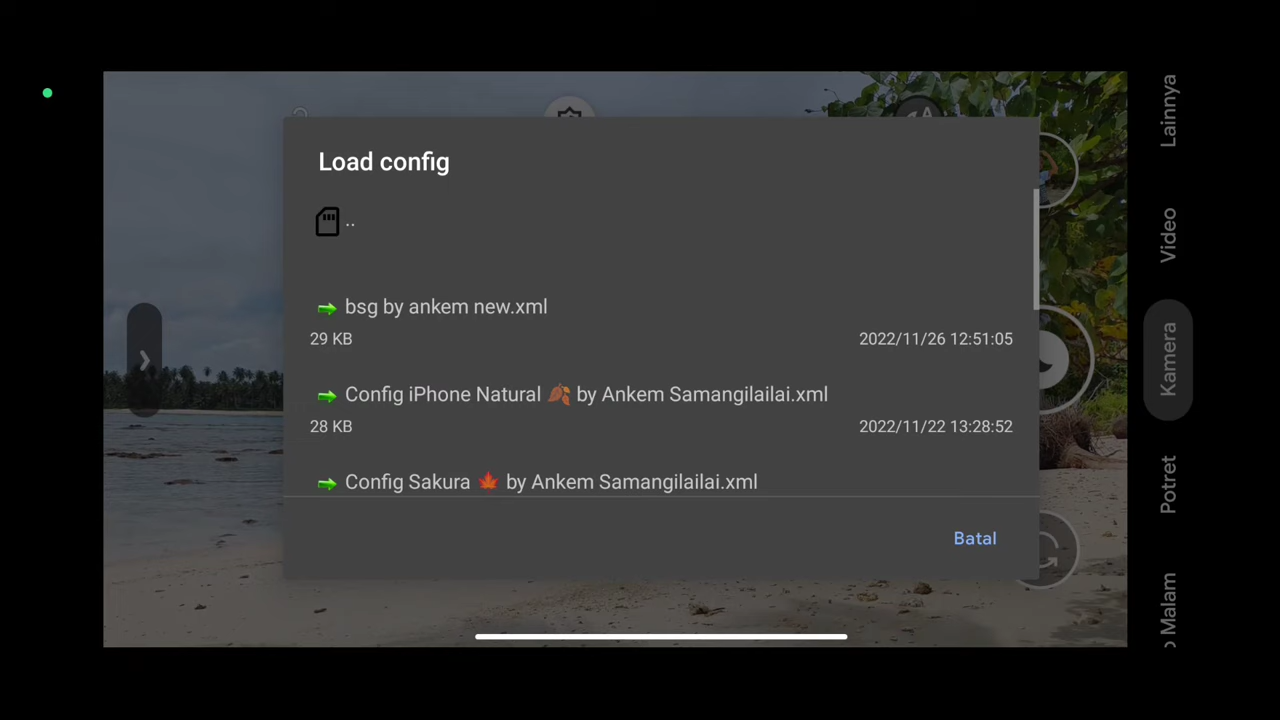 Load config
..
bsg by ankem new.xml
29 KB 2022/11/26 12:51:05
Config iPhone Natural 🍂 by Ankem Samangilailai.xml
28 KB 2022/11/22 13:28:52
Config Sakura 🍁 by Ankem Samangilailai.xml
Batal
Lainnya
Video
Kamera
Potret
Malam